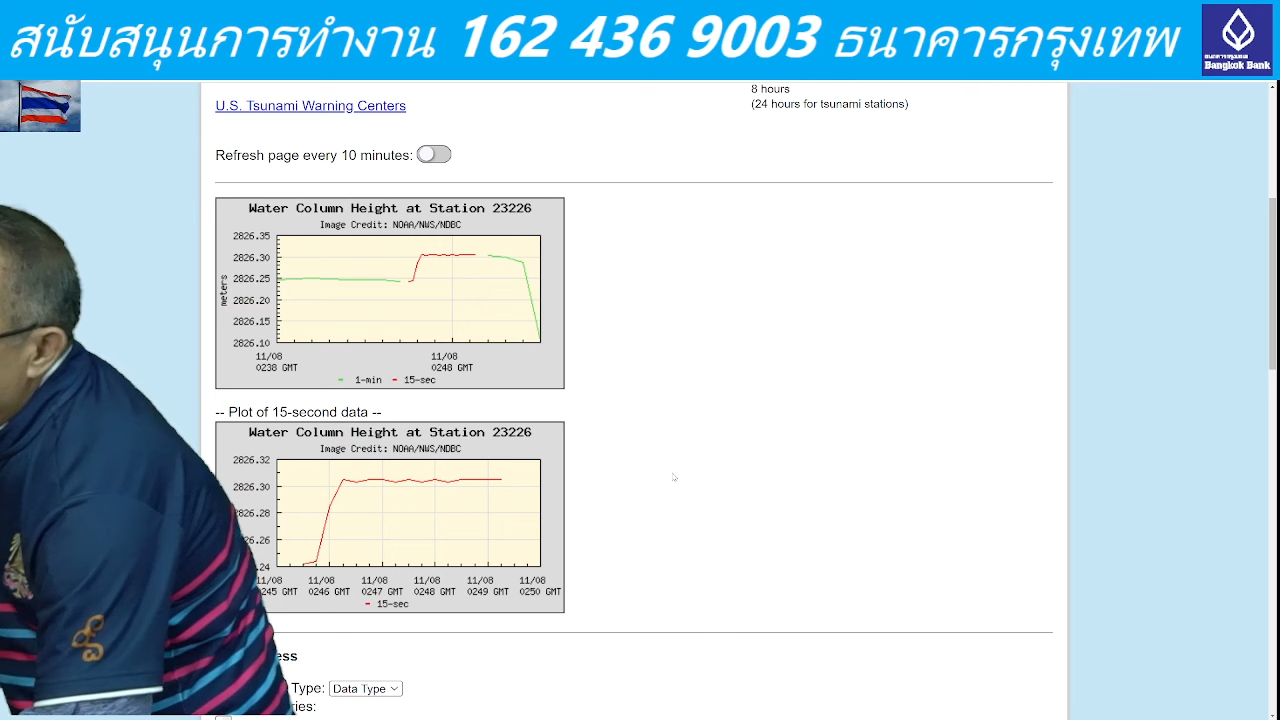 สนับสนุนการทำงาน 162 436 9003 ธนาคารกรุงเทพ
Bangkok Bank
8 hours
U.S. Tsunami Warning Centers
(24 hours for tsunami stations)
Refresh page every 10 minutes:
Water Column Height at Station 23226
Image Credit: NOAA/NWS/NDBC
2826.35
2826.30
2826.25
2826.20
2826.15
2826.10
meters
11/08 11/08
0238 GMT 0248 GMT
1-min 15-sec
-- Plot of 15-second data --
Water Column Height at Station 23226
Image Credit: NOAA/NWS/NDBC
2826.32
2826.30
2826.28
.26
.24
11/08 11/08 11/08 11/08 11/08 11/08
0245 GMT 0246 GMT 0247 GMT 0248 GMT 0249 GMT 0250 GMT
15-sec
ess
Type: Data Type
ries: